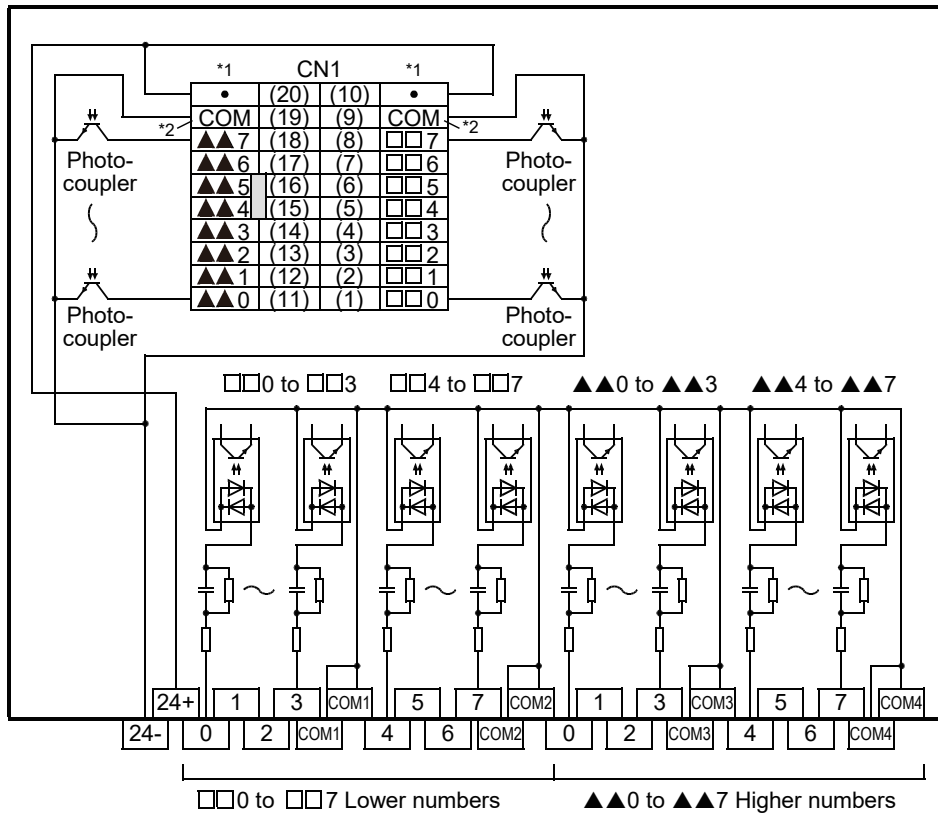 *1 CN1 *1
• (20) (10) •
COM (19) (9) COM
*2 *2
▲▲7 (18) (8) □□7
▲▲6 (17) (7) □□6
▲▲5 (16) (6) □□5
▲▲4 (15) (5) □□4
▲▲3 (14) (4) □□3
▲▲2 (13) (3) □□2
▲▲1 (12) (2) □□1
▲▲0 (11) (1) □□0
Photo-
coupler
Photo-
coupler
Photo-
coupler
Photo-
coupler
□□0 to □□3 □□4 to □□7 ▲▲0 to ▲▲3 ▲▲4 to ▲▲7
24+ 1 3 COM1 5 7 COM2 1 3 COM3 5 7 COM4
24- 0 2 COM1 4 6 COM2 0 2 COM3 4 6 COM4
□□0 to □□7 Lower numbers ▲▲0 to ▲▲7 Higher numbers